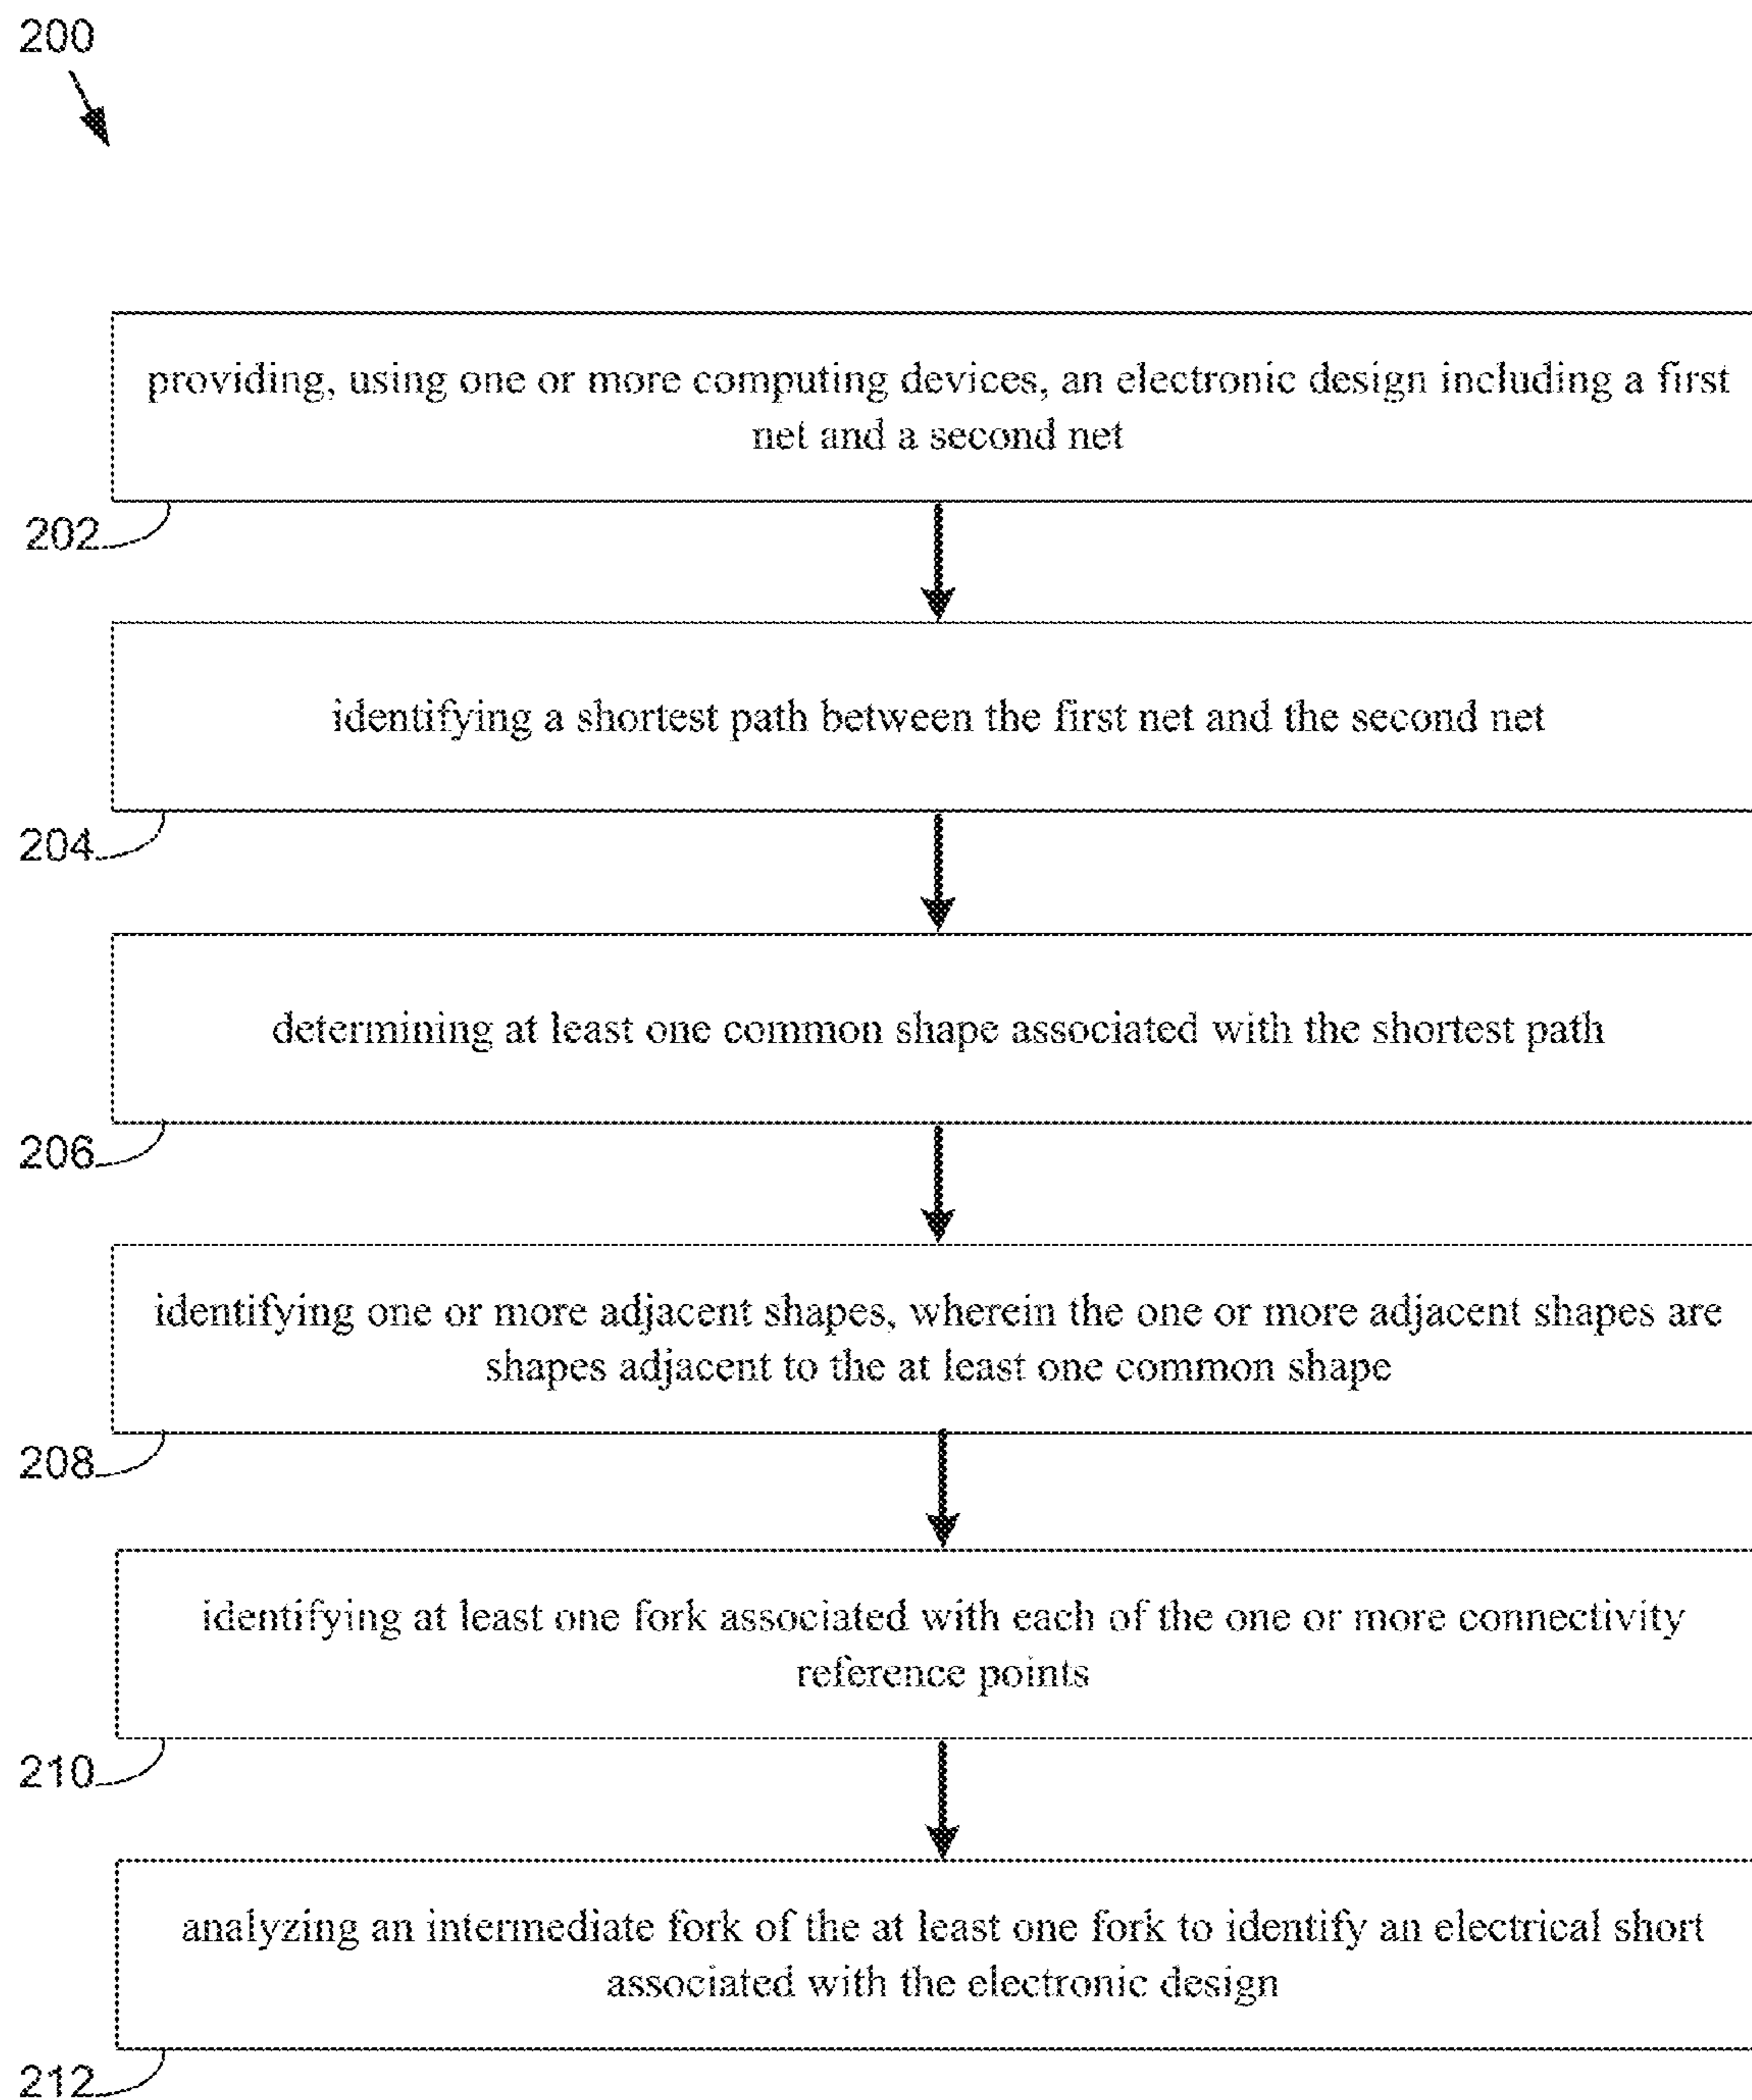 200
providing, using one or more computing devices, an electronic design including a first
net and a second net
202
identifying a shortest path between the first net and the second net
204
determining at least one common shape associated with the shortest path
206
identifying one or more adjacent shapes, wherein the one or more adjacent shapes are
shapes adjacent to the at least one common shape
208
identifying at least one fork associated with each of the one or more connectivity
reference points
210
analyzing an intermediate fork of the at least one fork to identify an electrical short
associated with the electronic design
212